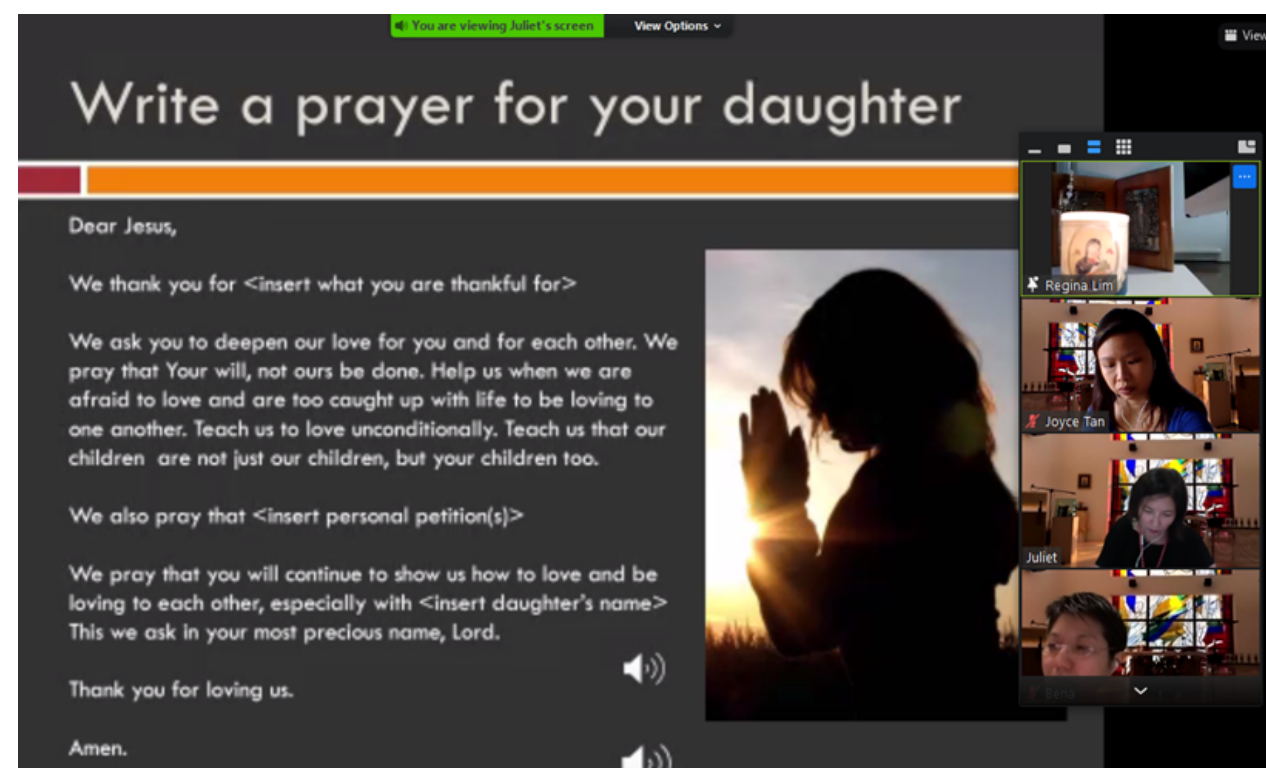 You are viewing Juliet's screen
View Options
View
Write a prayer for your daughter
Dear Jesus,
We thank you for <insert what you are thankful for>
We ask you to deepen our love for you and for each other. We
pray that Your will, not ours be done. Help us when we are
afraid to love and are too caught up with life to be loving to
one another. Teach us to love unconditionally. Teach us that our
children are not just our children, but your children too.
We also pray that <insert personal petition(s)>
We pray that you will continue to show us how to love and be
loving to each other, especially with <insert daughter's name>
This we ask in your most precious name, Lord.
Thank you for loving us.
Amen.
Regina Lim
Joyce Tan
Juliet
Bena